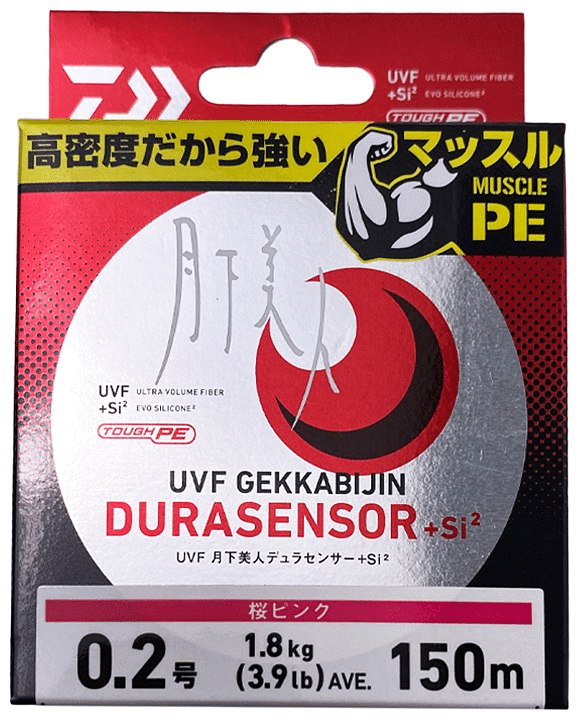 UVF ULTRA VOLUME FIBER
+Si² EVO SILICONE²
TOUGH PE
高密度だから強い
マッスル
MUSCLE
PE
月下美人
UVF ULTRA VOLUME FIBER
+Si² EVO SILICONE²
TOUGH PE
UVF GEKKABIJIN
DURASENSOR +Si²
UVF 月下美人デュラセンサー+Si²
桜ピンク
0.2号 1.8kg (3.9lb) AVE. 150m